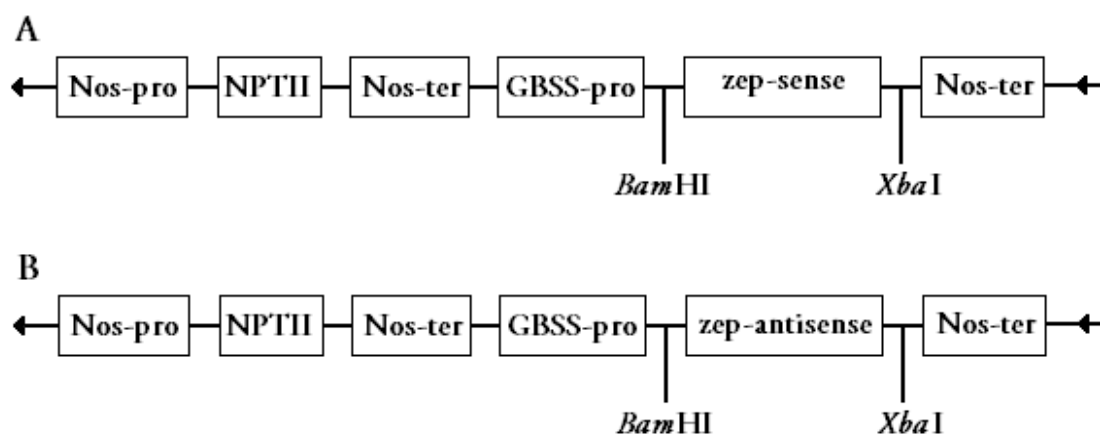 A
Nos-pro NPTII Nos-ter GBSS-pro zep-sense Nos-ter
BamHI XbaI
B
Nos-pro NPTII Nos-ter GBSS-pro zep-antisense Nos-ter
BamHI XbaI